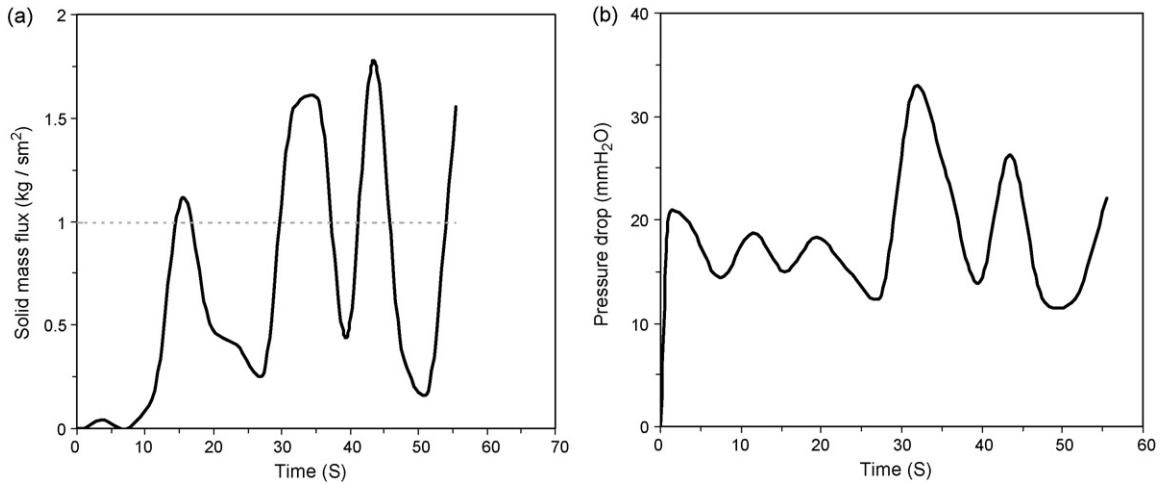 (a)
2
1.5
1
0.5
0
Solid mass flux (kg / sm²)
0 10 20 30 40 50 60 70
Time (S)
(b)
40
30
20
10
0
Pressure drop (mmH₂O)
0 10 20 30 40 50 60
Time (S)